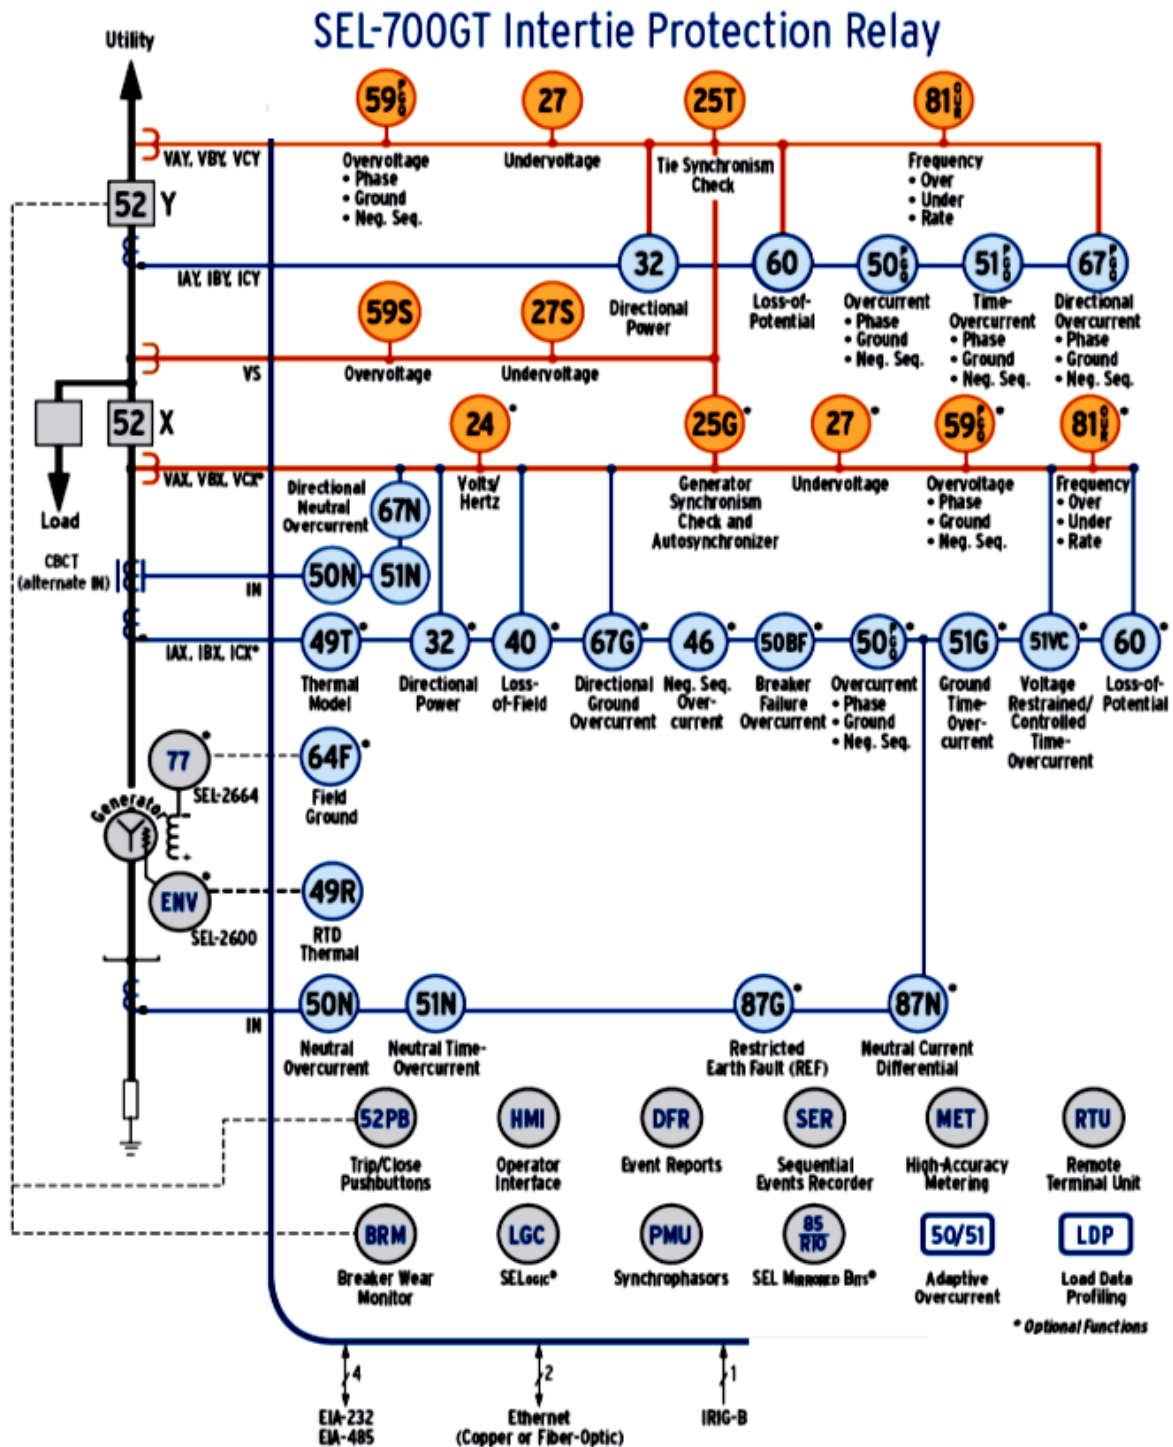 SEL-700GT Intertie Protection Relay
Utility
59 P G Q
27
25T
81 O U R
VAY, VBY, VCY
Overvoltage
• Phase
• Ground
• Neg. Seq.
Undervoltage
Tie Synchronism
Check
Frequency
• Over
• Under
• Rate
52 Y
IAY, IBY, ICY
32
60
50 P G Q
51 P G Q
67 P G Q
Directional
Power
Loss-of-
Potential
Overcurrent
• Phase
• Ground
• Neg. Seq.
Time-
Overcurrent
• Phase
• Ground
• Neg. Seq.
Directional
Overcurrent
• Phase
• Ground
• Neg. Seq.
59S
27S
VS
Overvoltage
Undervoltage
52 X
24*
25G*
27*
59 P G Q*
81 O U R*
VAX, VBX, VCX*
Volts/
Hertz
Generator
Synchronism
Check and
Autosynchronizer
Undervoltage
Overvoltage
• Phase
• Ground
• Neg. Seq.
Frequency
• Over
• Under
• Rate
Load
Directional
Neutral
Overcurrent
67N
CBCT
(alternate IN)
IN
50N
51N
IAX, IBX, ICX*
49T*
32*
40*
67G*
46*
50BF*
50 P G Q*
51G*
51VC*
60*
Thermal
Model
Directional
Power
Loss-
of-Field
Directional
Ground
Overcurrent
Neg. Seq.
Over-
current
Breaker
Failure
Overcurrent
Overcurrent
• Phase
• Ground
• Neg. Seq.
Ground
Time-
Over-
current
Voltage
Restrained/
Controlled
Time-
Overcurrent
Loss-of-
Potential
77*
SEL-2664
64F*
Field
Ground
Generator
ENV*
SEL-2600
49R
RTD
Thermal
IN
50N
51N
87G*
87N*
Neutral
Overcurrent
Neutral Time-
Overcurrent
Restricted
Earth Fault (REF)
Neutral Current
Differential
52PB
HMI
DFR
SER
MET
RTU
Trip/Close
Pushbuttons
Operator
Interface
Event Reports
Sequential
Events Recorder
High-Accuracy
Metering
Remote
Terminal Unit
BRM
LGC
PMU
85
RIO
50/51
LDP
Breaker Wear
Monitor
SELOGIC®
Synchrophasors
SEL MIRRORED BITS®
Adaptive
Overcurrent
Load Data
Profiling
* Optional Functions
4
2
1
EIA-232
EIA-485
Ethernet
(Copper or Fiber-Optic)
IRIG-B